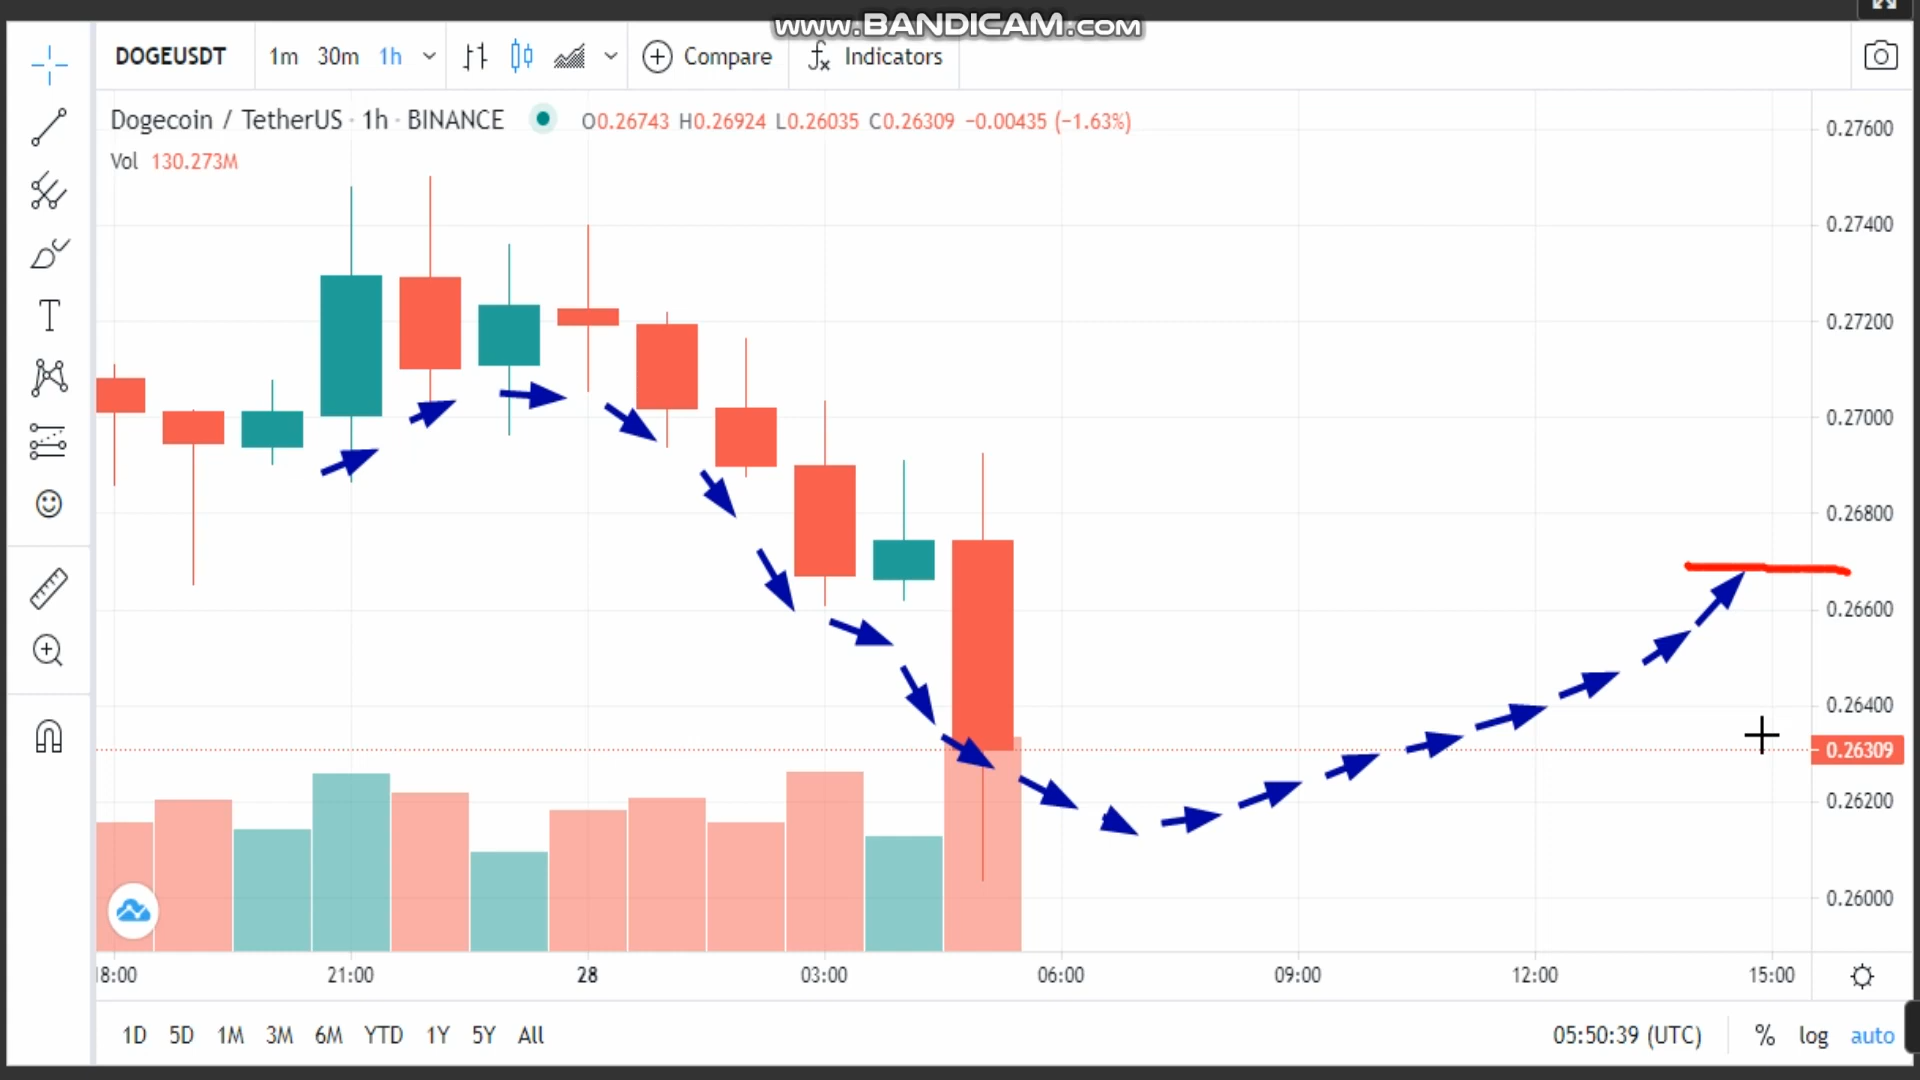 www.BANDICAM.com
DOGEUSDT 1m 30m 1h Compare fx Indicators
Dogecoin / TetherUS · 1h · BINANCE O0.26743 H0.26924 L0.26035 C0.26309 −0.00435 (−1.63%)
Vol 130.273M
0.27600
0.27400
0.27200
0.27000
0.26800
0.26600
0.26400
0.26309
0.26200
0.26000
18:00 21:00 28 03:00 06:00 09:00 12:00 15:00
1D 5D 1M 3M 6M YTD 1Y 5Y All 05:50:39 (UTC) % log auto